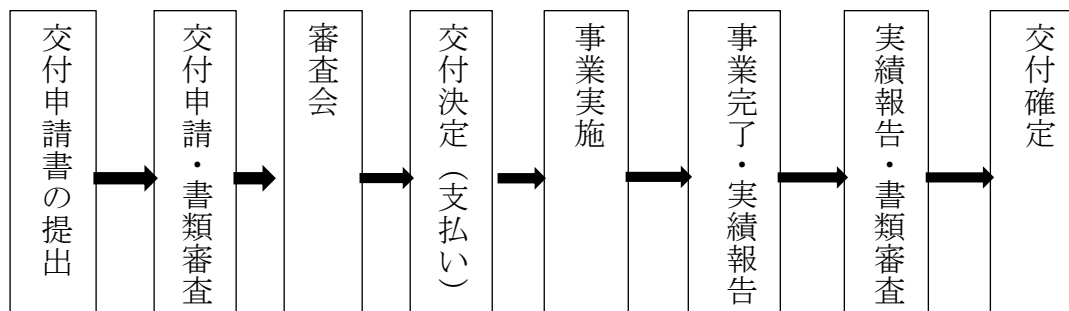 交付申請書の提出
交付申請・書類審査
審査会
交付決定（支払い）
事業実施
事業完了・実績報告
実績報告・書類審査
交付確定